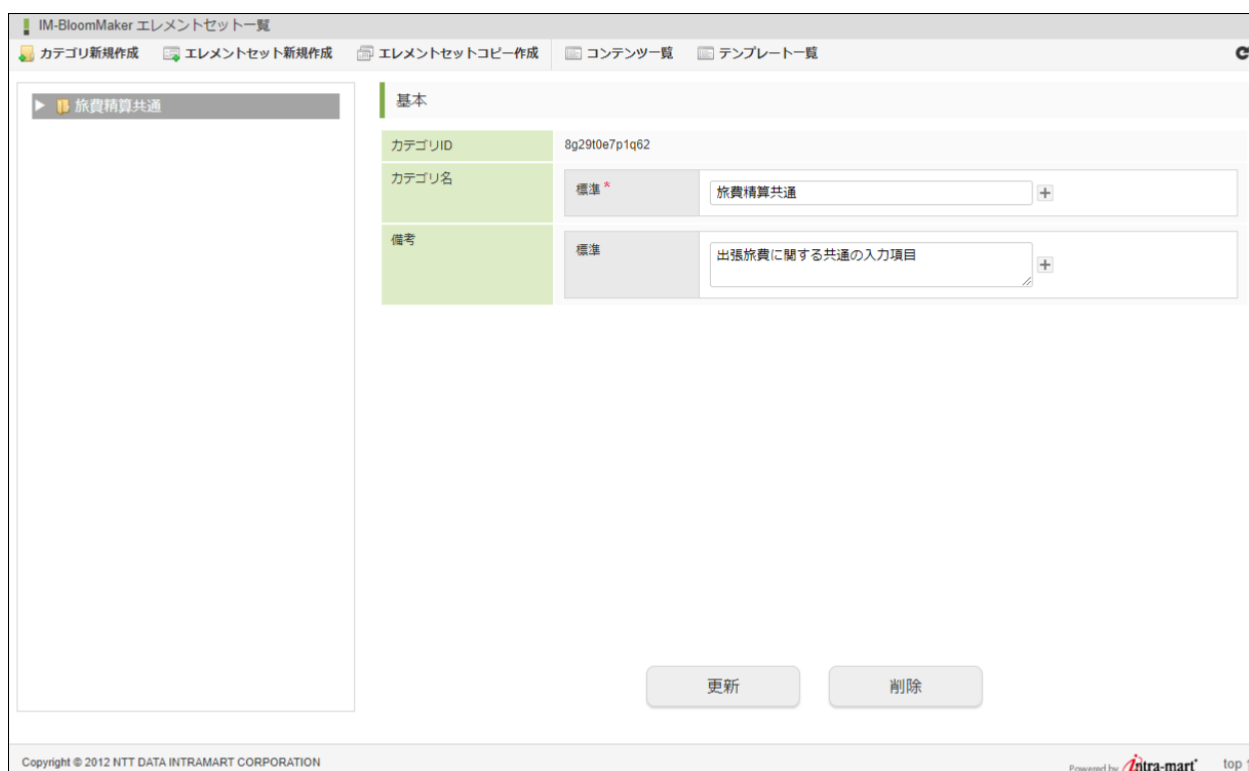 IM-BloomMaker エレメントセット一覧
カテゴリ新規作成 エレメントセット新規作成 エレメントセットコピー作成 コンテンツ一覧 テンプレート一覧
旅費精算共通
基本
カテゴリID 8g29t0e7p1q62
カテゴリ名 標準 * 旅費精算共通
備考 標準 出張旅費に関する共通の入力項目
更新 削除
Copyright © 2012 NTT DATA INTRAMART CORPORATION Powered by intra-mart top